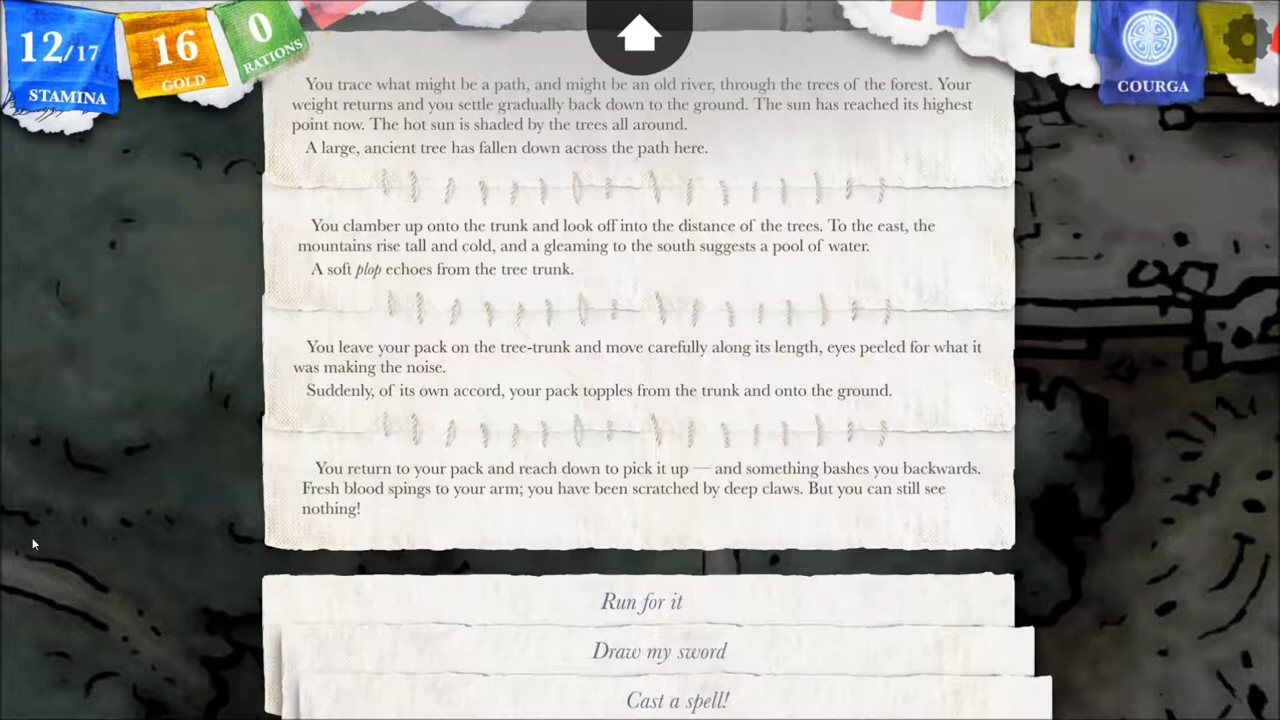 12/17
STAMINA
16
GOLD
0
RATIONS
COURGA
You trace what might be a path, and might be an old river, through the trees of the forest. Your
weight returns and you settle gradually back down to the ground. The sun has reached its highest
point now. The hot sun is shaded by the trees all around.
A large, ancient tree has fallen down across the path here.
You clamber up onto the trunk and look off into the distance of the trees. To the east, the
mountains rise tall and cold, and a gleaming to the south suggests a pool of water.
A soft plop echoes from the tree trunk.
You leave your pack on the tree-trunk and move carefully along its length, eyes peeled for what it
was making the noise.
Suddenly, of its own accord, your pack topples from the trunk and onto the ground.
You return to your pack and reach down to pick it up — and something bashes you backwards.
Fresh blood spings to your arm; you have been scratched by deep claws. But you can still see
nothing!
Run for it
Draw my sword
Cast a spell!